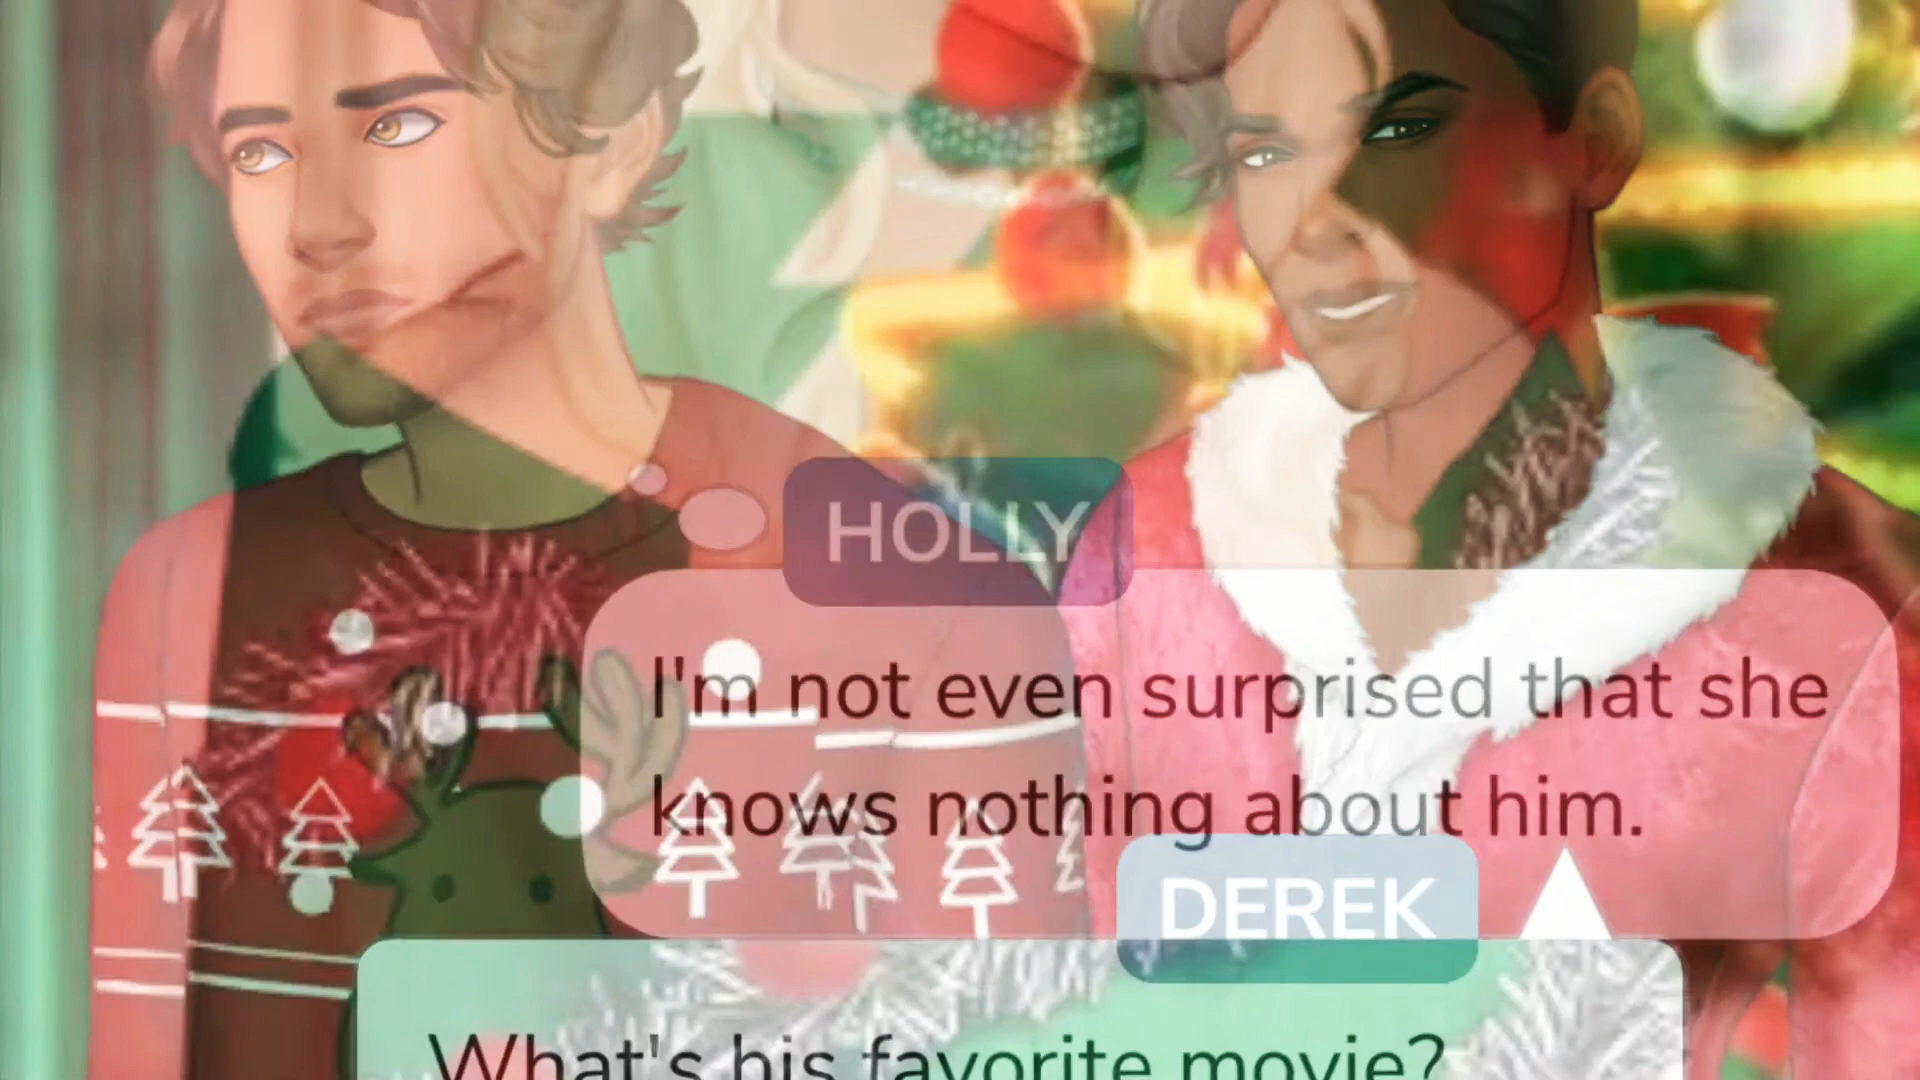 HOLLY
I'm not even surprised that she
knows nothing about him.
DEREK
What's his favorite movie?